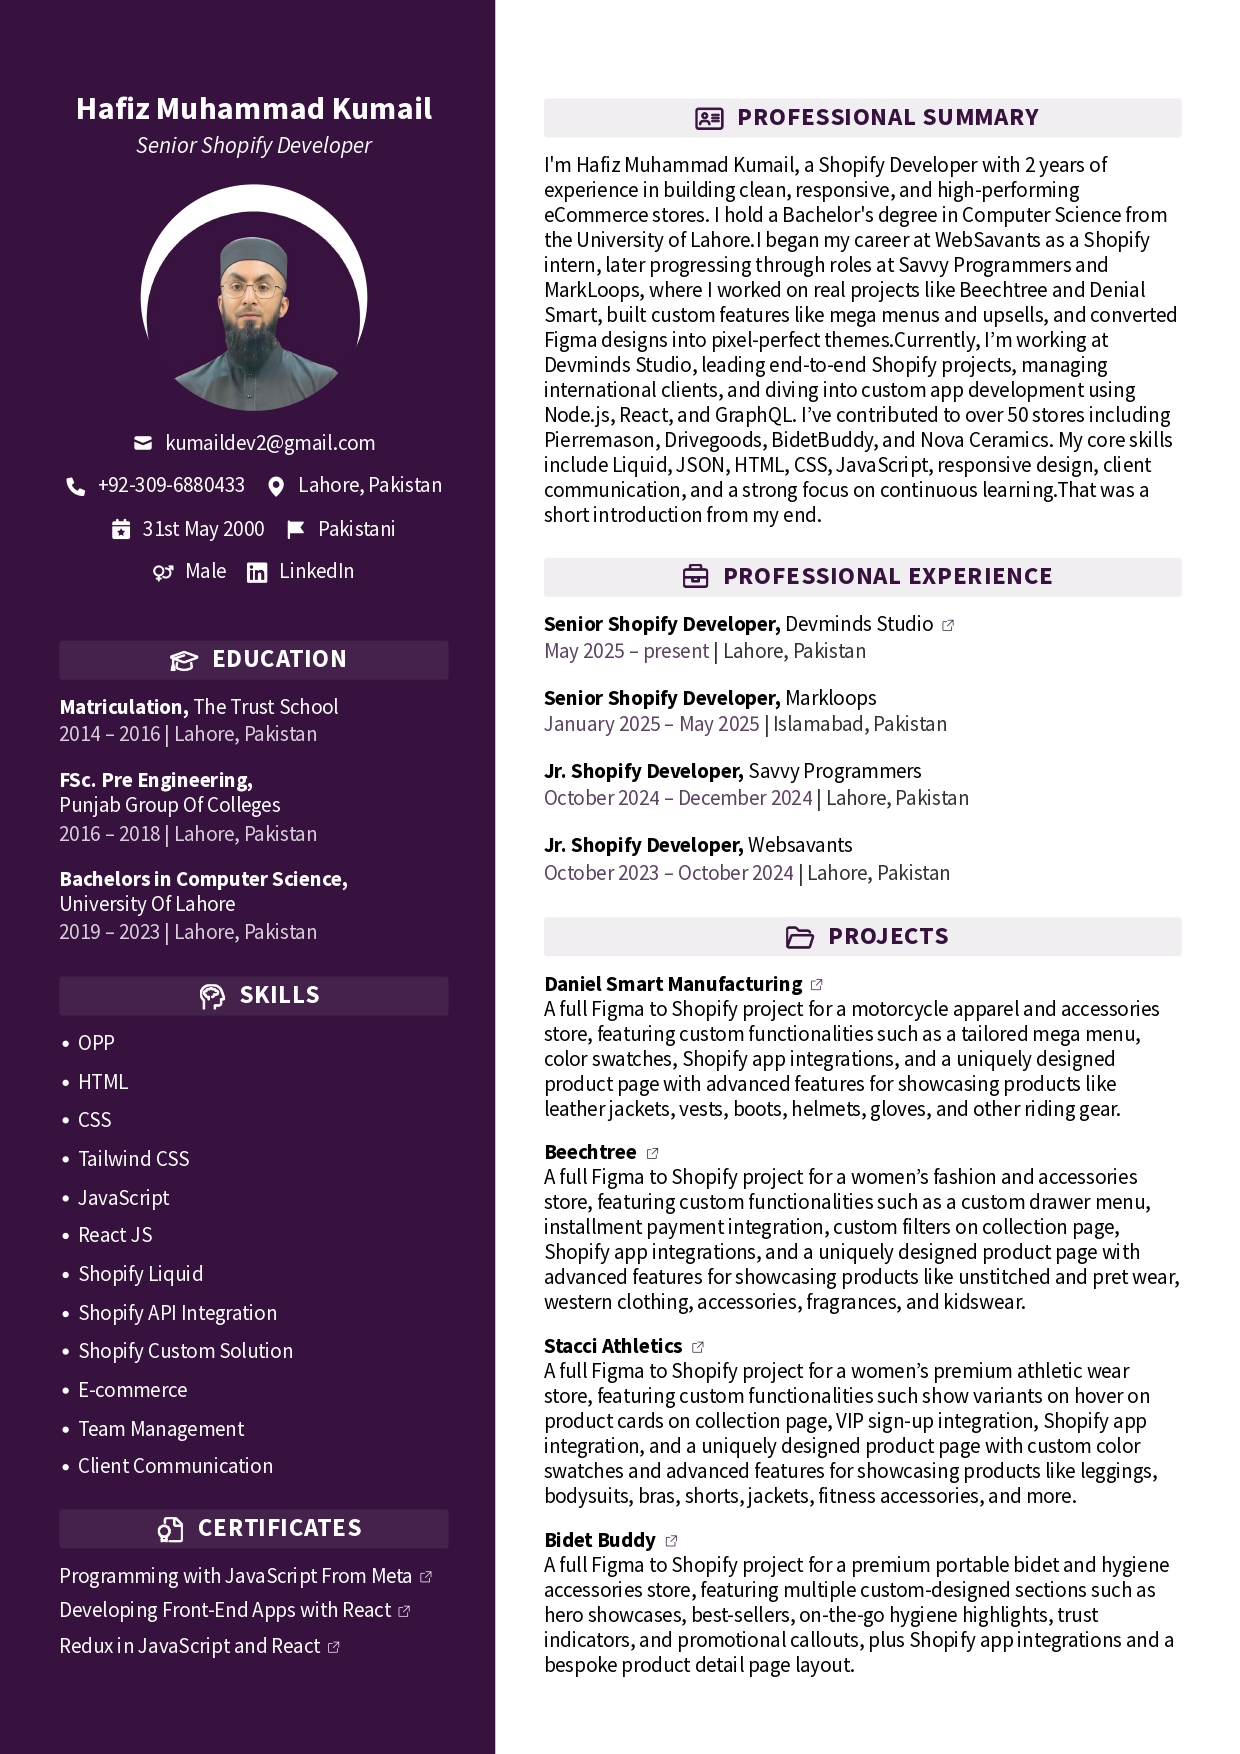 Hafiz Muhammad Kumail
Senior Shopify Developer
kumaildev2@gmail.com
+92-309-6880433 Lahore, Pakistan
31st May 2000 Pakistani
Male LinkedIn
EDUCATION
Matriculation, The Trust School
2014 – 2016 | Lahore, Pakistan
FSc. Pre Engineering,
Punjab Group Of Colleges
2016 – 2018 | Lahore, Pakistan
Bachelors in Computer Science,
University Of Lahore
2019 – 2023 | Lahore, Pakistan
SKILLS
• OPP
• HTML
• CSS
• Tailwind CSS
• JavaScript
• React JS
• Shopify Liquid
• Shopify API Integration
• Shopify Custom Solution
• E-commerce
• Team Management
• Client Communication
CERTIFICATES
Programming with JavaScript From Meta
Developing Front-End Apps with React
Redux in JavaScript and React
PROFESSIONAL SUMMARY
I'm Hafiz Muhammad Kumail, a Shopify Developer with 2 years of
experience in building clean, responsive, and high-performing
eCommerce stores. I hold a Bachelor's degree in Computer Science from
the University of Lahore.I began my career at WebSavants as a Shopify
intern, later progressing through roles at Savvy Programmers and
MarkLoops, where I worked on real projects like Beechtree and Denial
Smart, built custom features like mega menus and upsells, and converted
Figma designs into pixel-perfect themes.Currently, I’m working at
Devminds Studio, leading end-to-end Shopify projects, managing
international clients, and diving into custom app development using
Node.js, React, and GraphQL. I’ve contributed to over 50 stores including
Pierremason, Drivegoods, BidetBuddy, and Nova Ceramics. My core skills
include Liquid, JSON, HTML, CSS, JavaScript, responsive design, client
communication, and a strong focus on continuous learning.That was a
short introduction from my end.
PROFESSIONAL EXPERIENCE
Senior Shopify Developer, Devminds Studio
May 2025 – present | Lahore, Pakistan
Senior Shopify Developer, Markloops
January 2025 – May 2025 | Islamabad, Pakistan
Jr. Shopify Developer, Savvy Programmers
October 2024 – December 2024 | Lahore, Pakistan
Jr. Shopify Developer, Websavants
October 2023 – October 2024 | Lahore, Pakistan
PROJECTS
Daniel Smart Manufacturing
A full Figma to Shopify project for a motorcycle apparel and accessories
store, featuring custom functionalities such as a tailored mega menu,
color swatches, Shopify app integrations, and a uniquely designed
product page with advanced features for showcasing products like
leather jackets, vests, boots, helmets, gloves, and other riding gear.
Beechtree
A full Figma to Shopify project for a women’s fashion and accessories
store, featuring custom functionalities such as a custom drawer menu,
installment payment integration, custom filters on collection page,
Shopify app integrations, and a uniquely designed product page with
advanced features for showcasing products like unstitched and pret wear,
western clothing, accessories, fragrances, and kidswear.
Stacci Athletics
A full Figma to Shopify project for a women’s premium athletic wear
store, featuring custom functionalities such show variants on hover on
product cards on collection page, VIP sign-up integration, Shopify app
integration, and a uniquely designed product page with custom color
swatches and advanced features for showcasing products like leggings,
bodysuits, bras, shorts, jackets, fitness accessories, and more.
Bidet Buddy
A full Figma to Shopify project for a premium portable bidet and hygiene
accessories store, featuring multiple custom-designed sections such as
hero showcases, best-sellers, on-the-go hygiene highlights, trust
indicators, and promotional callouts, plus Shopify app integrations and a
bespoke product detail page layout.